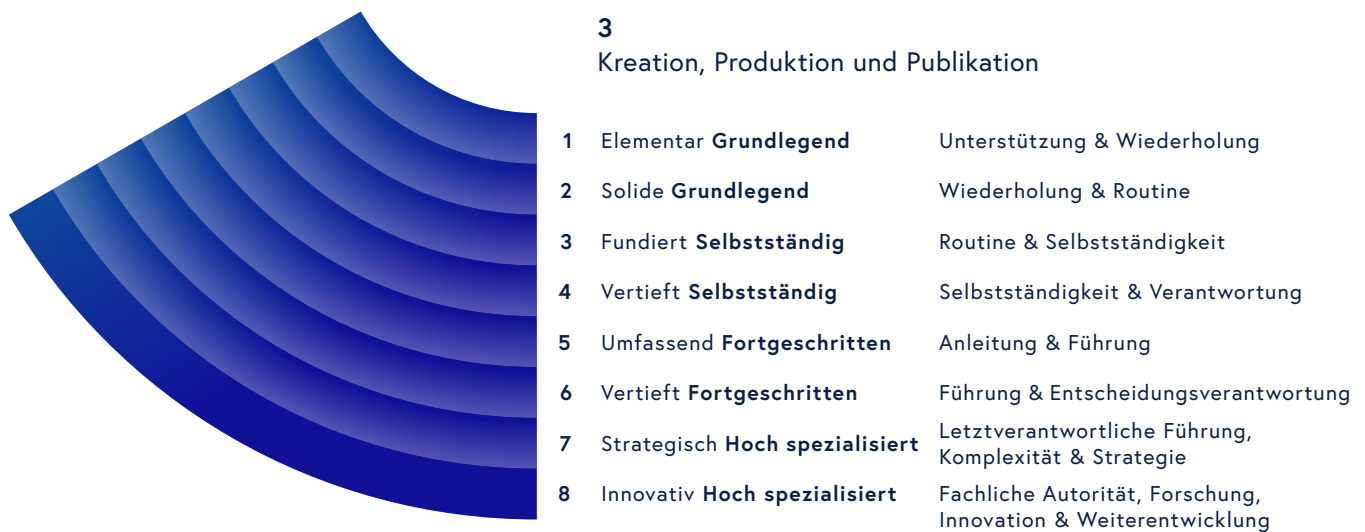 3
Kreation, Produktion und Publikation
1 Elementar Grundlegend Unterstützung & Wiederholung
2 Solide Grundlegend Wiederholung & Routine
3 Fundiert Selbstständig Routine & Selbstständigkeit
4 Vertieft Selbstständig Selbstständigkeit & Verantwortung
5 Umfassend Fortgeschritten Anleitung & Führung
6 Vertieft Fortgeschritten Führung & Entscheidungsverantwortung
7 Strategisch Hoch spezialisiert Letztverantwortliche Führung,
Komplexität & Strategie
8 Innovativ Hoch spezialisiert Fachliche Autorität, Forschung,
Innovation & Weiterentwicklung